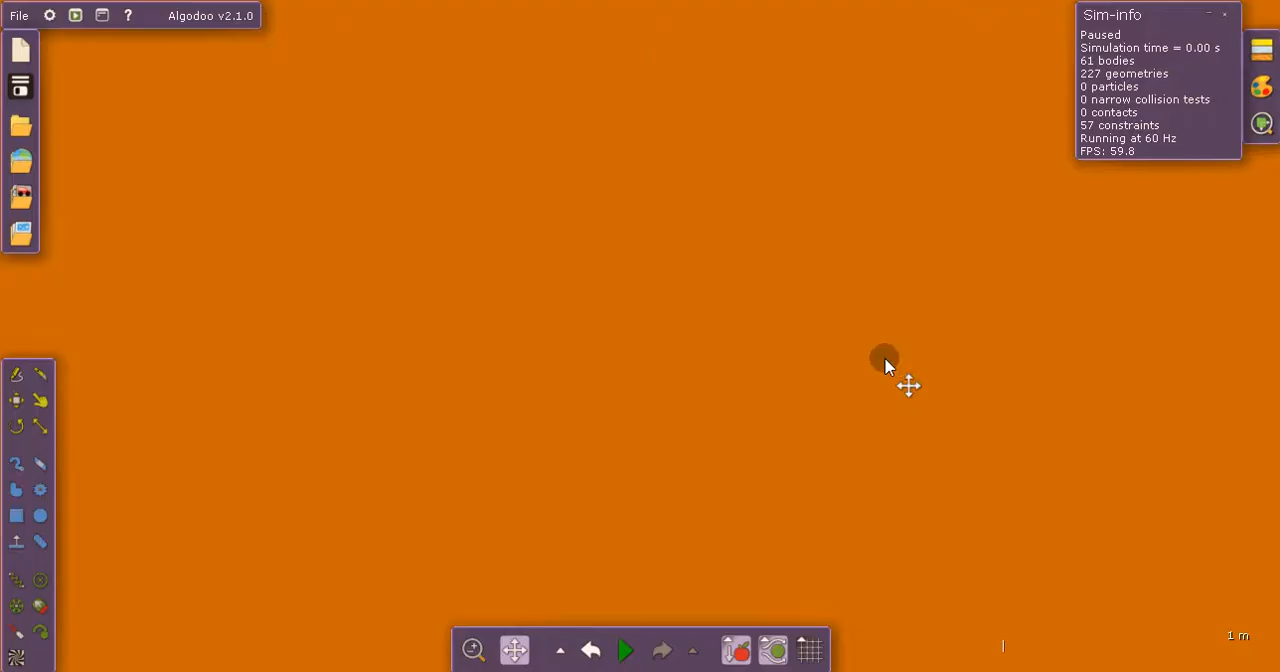 File ? Algodoo v2.1.0
Sim-info
Paused
Simulation time = 0.00 s
61 bodies
227 geometries
0 particles
0 narrow collision tests
0 contacts
57 constraints
Running at 60 Hz
FPS: 59.8
1 m